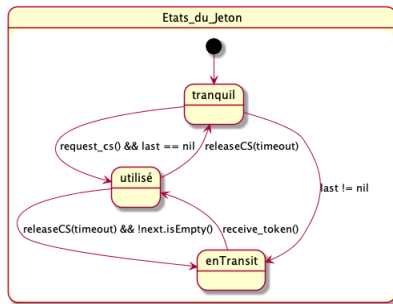 Etats_du_Jeton
tranquil
request_cs() && last == nil
releaseCS(timeout)
utilisé
last != nil
releaseCS(timeout) && !next.isEmpty()
receive_token()
enTransit